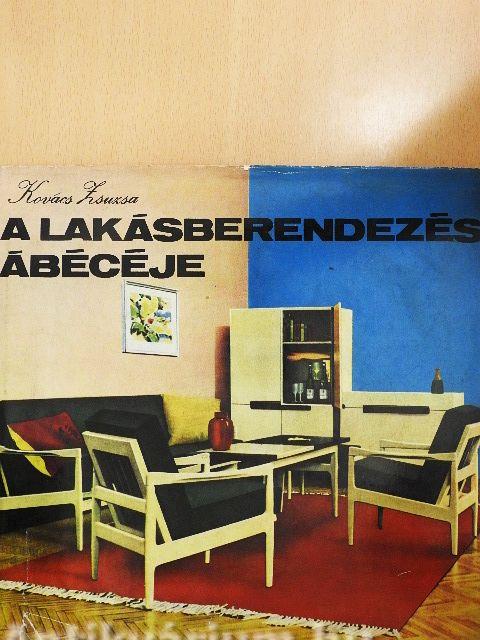 Kovács Zsuzsa
A LAKÁSBERENDEZÉS
ÁBÉCÉJE